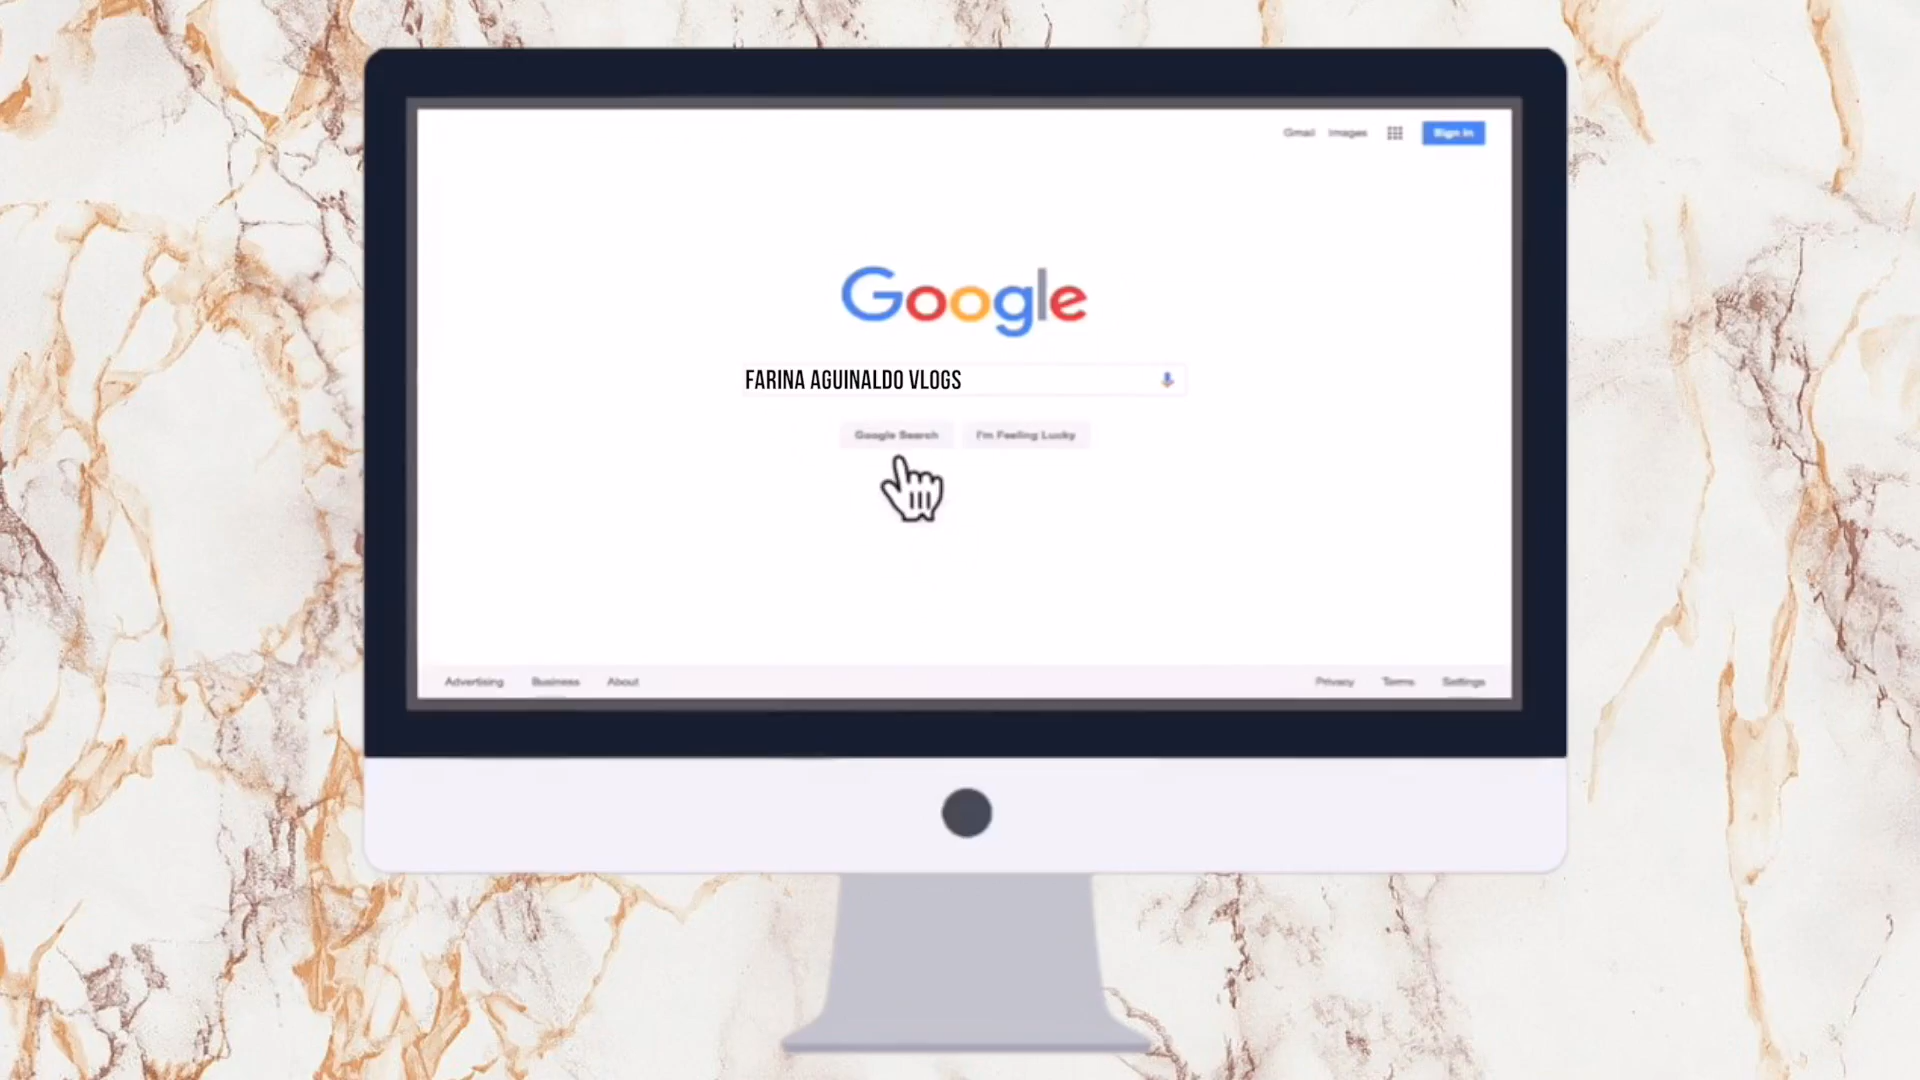 Gmail Images Sign in
Google
FARINA AGUINALDO VLOGS
Google Search I'm Feeling Lucky
Advertising Business About Privacy Terms Settings